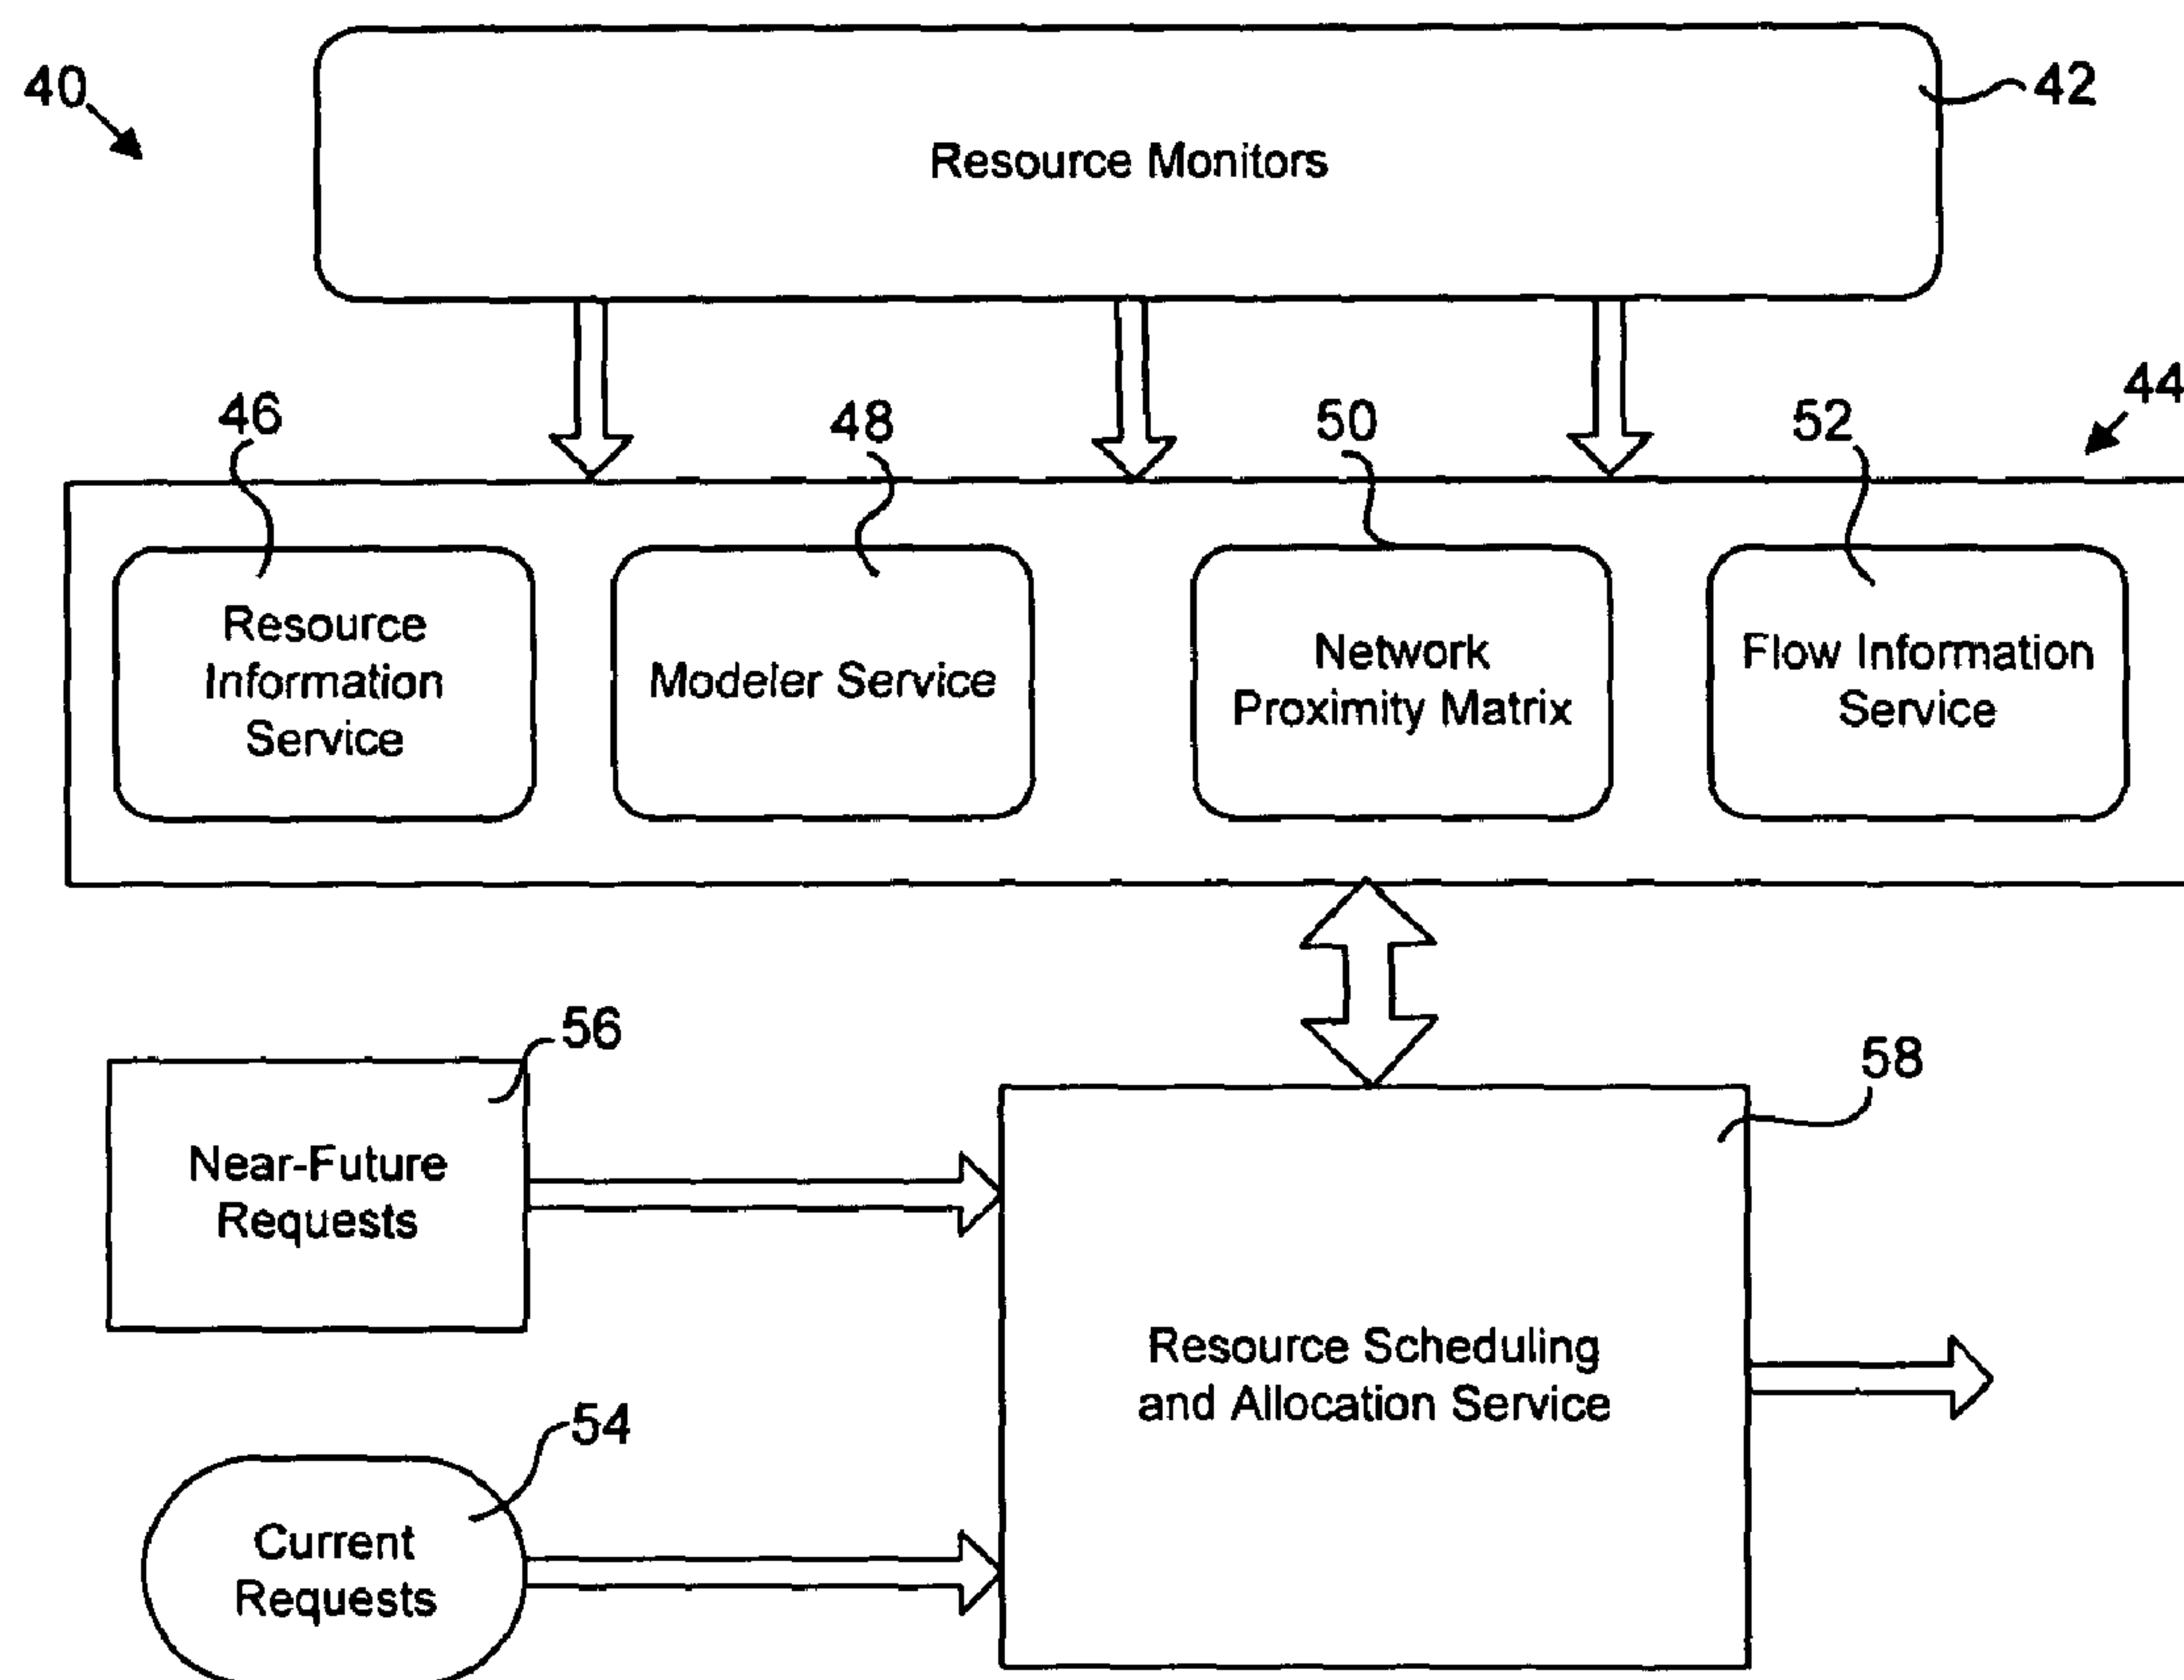 40
42
Resource Monitors
44
46
48
50
52
Resource
Information
Service
Modeler Service
Network
Proximity Matrix
Flow Information
Service
56
58
Near-Future
Requests
Resource Scheduling
and Allocation Service
54
Current
Requests